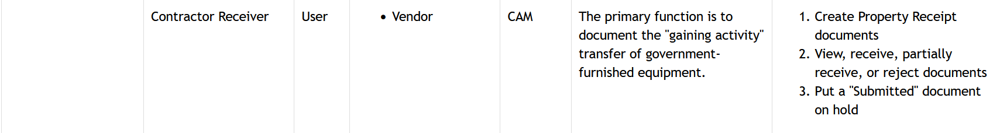 Contractor Receiver
User
• Vendor
CAM
The primary function is to
document the "gaining activity"
transfer of government-
furnished equipment.
1. Create Property Receipt
documents
2. View, receive, partially
receive, or reject documents
3. Put a "Submitted" document
on hold